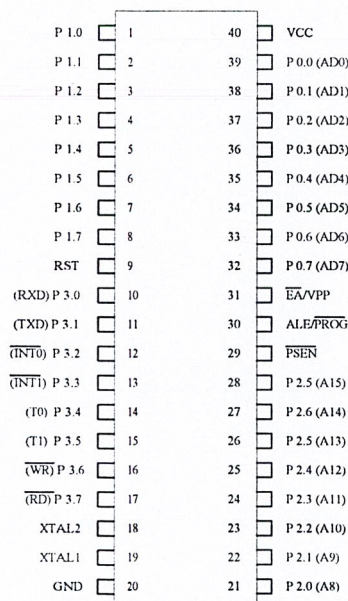 P 1.0 1 40 VCC
P 1.1 2 39 P 0.0 (AD0)
P 1.2 3 38 P 0.1 (AD1)
P 1.3 4 37 P 0.2 (AD2)
P 1.4 5 36 P 0.3 (AD3)
P 1.5 6 35 P 0.4 (AD4)
P 1.6 7 34 P 0.5 (AD5)
P 1.7 8 33 P 0.6 (AD6)
RST 9 32 P 0.7 (AD7)
(RXD) P 3.0 10 31 EA/VPP
(TXD) P 3.1 11 30 ALE/PROG
(INT0) P 3.2 12 29 PSEN
(INT1) P 3.3 13 28 P 2.5 (A15)
(T0) P 3.4 14 27 P 2.6 (A14)
(T1) P 3.5 15 26 P 2.5 (A13)
(WR) P 3.6 16 25 P 2.4 (A12)
(RD) P 3.7 17 24 P 2.3 (A11)
XTAL2 18 23 P 2.2 (A10)
XTAL1 19 22 P 2.1 (A9)
GND 20 21 P 2.0 (A8)